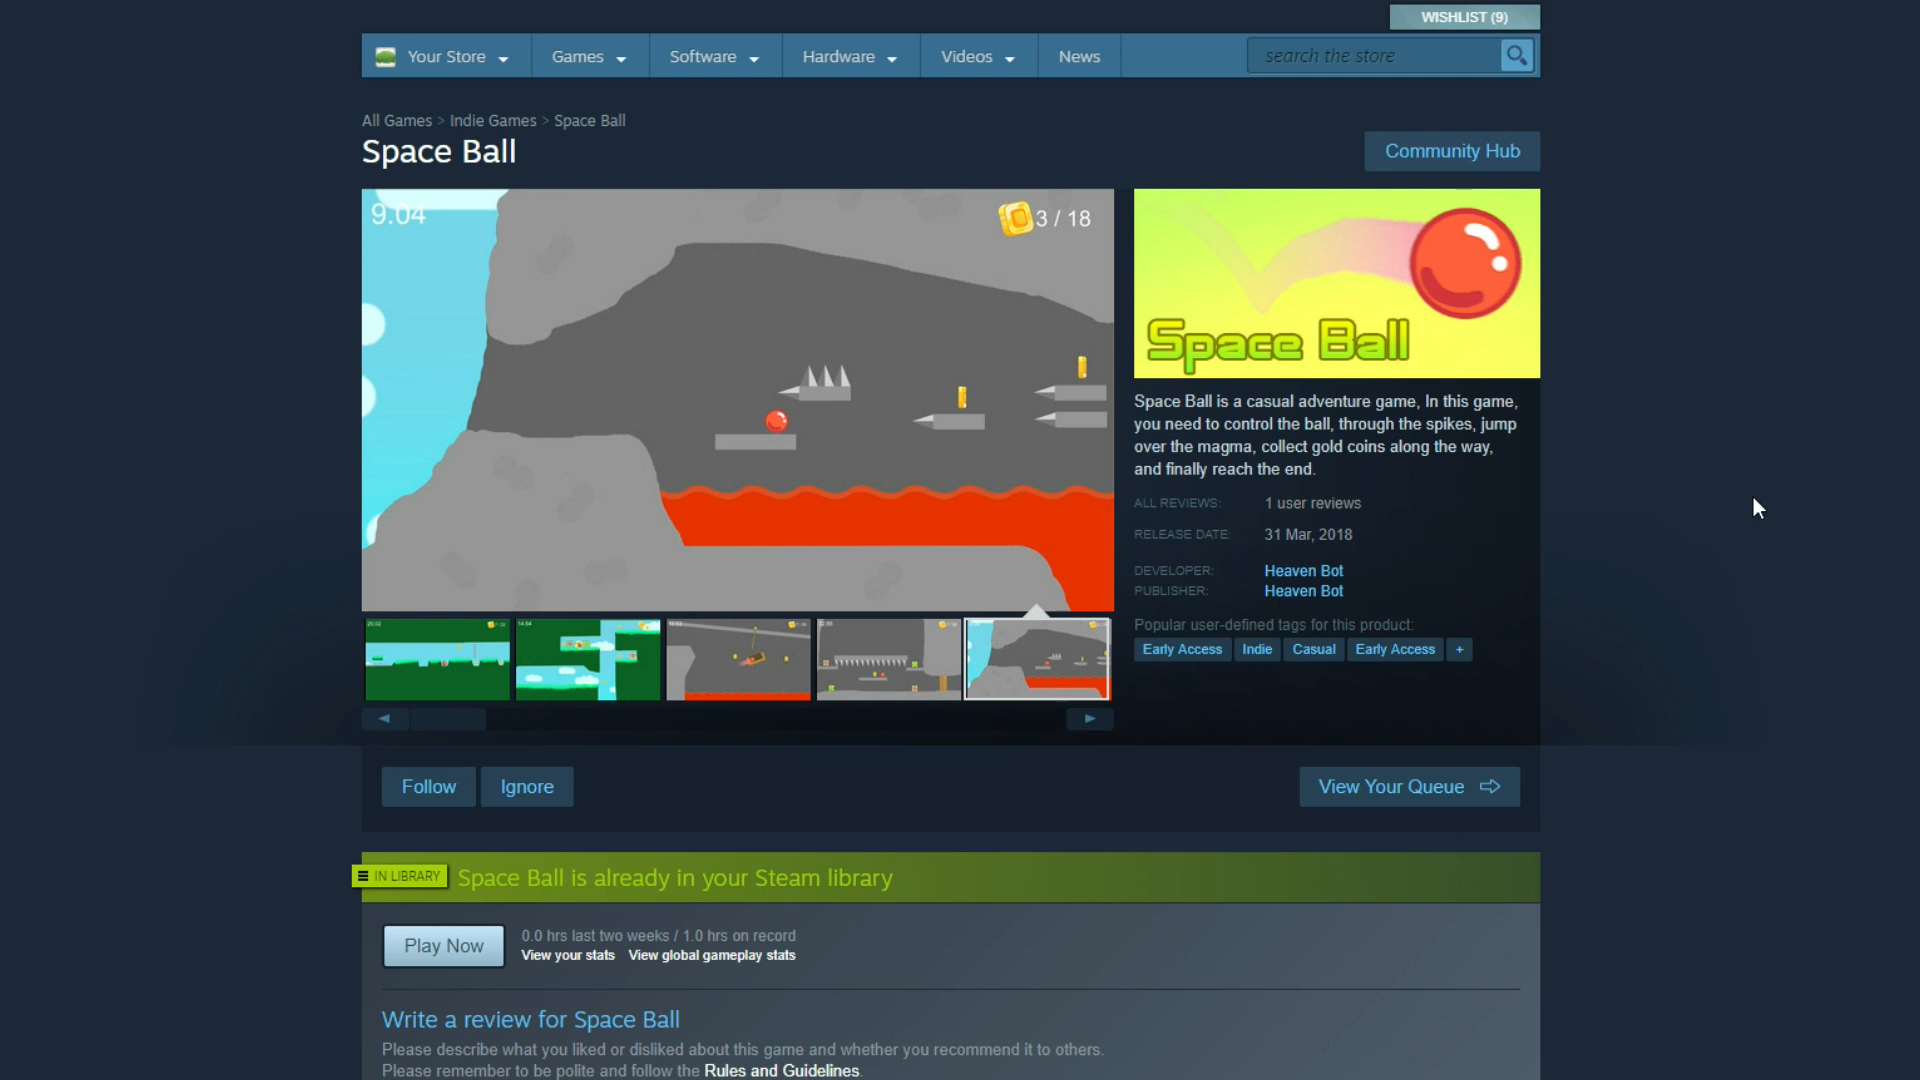 WISHLIST (9)
Your Store
Games
Software
Hardware
Videos
News
search the store
All Games > Indie Games > Space Ball
Space Ball
Community Hub
9.04
3 / 18
Space Ball
Space Ball is a casual adventure game, In this game,
you need to control the ball, through the spikes, jump
over the magma, collect gold coins along the way,
and finally reach the end.
ALL REVIEWS: 1 user reviews
RELEASE DATE: 31 Mar, 2018
DEVELOPER: Heaven Bot
PUBLISHER: Heaven Bot
Popular user-defined tags for this product:
Early Access Indie Casual Early Access +
Follow
Ignore
View Your Queue
IN LIBRARY
Space Ball is already in your Steam library
Play Now
0.0 hrs last two weeks / 1.0 hrs on record
View your stats View global gameplay stats
Write a review for Space Ball
Please describe what you liked or disliked about this game and whether you recommend it to others.
Please remember to be polite and follow the Rules and Guidelines.